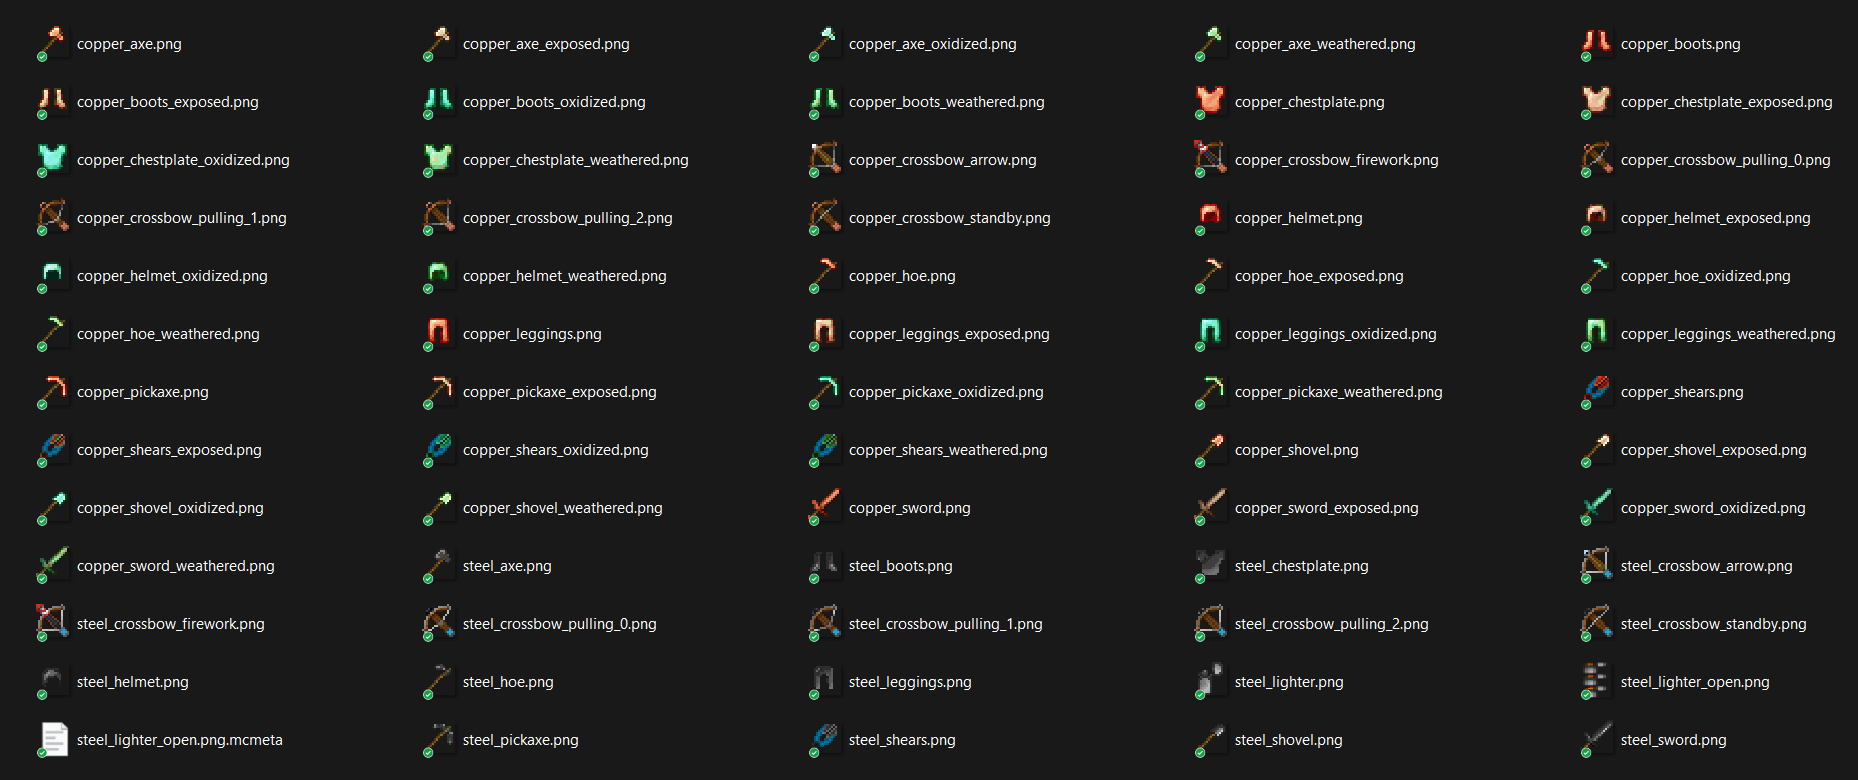 copper_axe.png
copper_axe_exposed.png
copper_axe_oxidized.png
copper_axe_weathered.png
copper_boots.png
copper_boots_exposed.png
copper_boots_oxidized.png
copper_boots_weathered.png
copper_chestplate.png
copper_chestplate_exposed.png
copper_chestplate_oxidized.png
copper_chestplate_weathered.png
copper_crossbow_arrow.png
copper_crossbow_firework.png
copper_crossbow_pulling_0.png
copper_crossbow_pulling_1.png
copper_crossbow_pulling_2.png
copper_crossbow_standby.png
copper_helmet.png
copper_helmet_exposed.png
copper_helmet_oxidized.png
copper_helmet_weathered.png
copper_hoe.png
copper_hoe_exposed.png
copper_hoe_oxidized.png
copper_hoe_weathered.png
copper_leggings.png
copper_leggings_exposed.png
copper_leggings_oxidized.png
copper_leggings_weathered.png
copper_pickaxe.png
copper_pickaxe_exposed.png
copper_pickaxe_oxidized.png
copper_pickaxe_weathered.png
copper_shears.png
copper_shears_exposed.png
copper_shears_oxidized.png
copper_shears_weathered.png
copper_shovel.png
copper_shovel_exposed.png
copper_shovel_oxidized.png
copper_shovel_weathered.png
copper_sword.png
copper_sword_exposed.png
copper_sword_oxidized.png
copper_sword_weathered.png
steel_axe.png
steel_boots.png
steel_chestplate.png
steel_crossbow_arrow.png
steel_crossbow_firework.png
steel_crossbow_pulling_0.png
steel_crossbow_pulling_1.png
steel_crossbow_pulling_2.png
steel_crossbow_standby.png
steel_helmet.png
steel_hoe.png
steel_leggings.png
steel_lighter.png
steel_lighter_open.png
steel_lighter_open.png.mcmeta
steel_pickaxe.png
steel_shears.png
steel_shovel.png
steel_sword.png